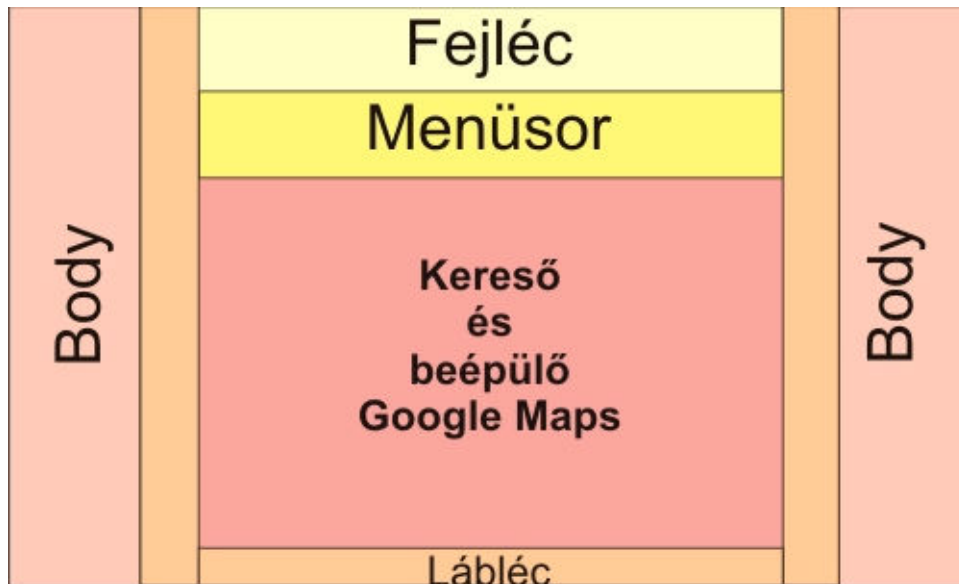 Fejléc
Menüsor
Body
Kereső
és
beépülő
Google Maps
Body
Lábléc